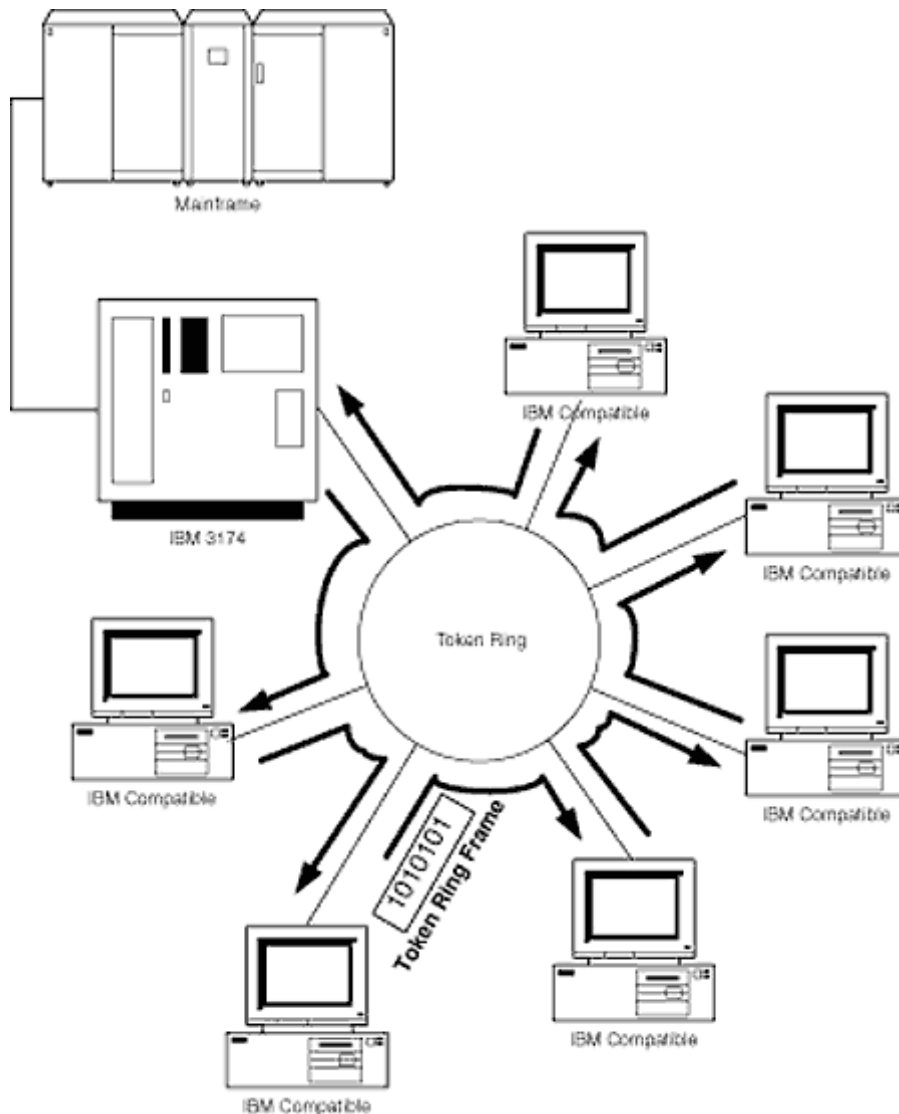 Mainframe
IBM Compatible
IBM 3174
IBM Compatible
Token Ring
IBM Compatible
IBM Compatible
1010101
Token Ring Frame
IBM Compatible
IBM Compatible